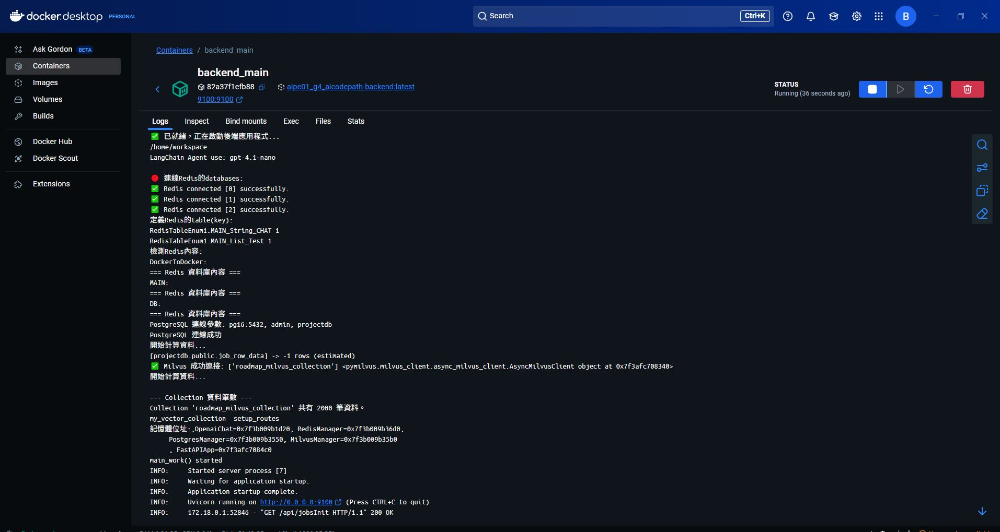 docker desktop PERSONAL
Search Ctrl+K
B
Ask Gordon BETA
Containers
Images
Volumes
Builds
Docker Hub
Docker Scout
Extensions
Containers / backend_main
backend_main
82a37f1efb88 aipe01_g4_aicodepath-backend:latest
9100:9100
STATUS
Running (36 seconds ago)
Logs Inspect Bind mounts Exec Files Stats
✅ 已就緒，正在啟動後端應用程式...
/home/workspace
LangChain Agent use: gpt-4.1-nano
🔴 連線Redis的databases:
✅ Redis connected [0] successfully.
✅ Redis connected [1] successfully.
✅ Redis connected [2] successfully.
定義Redis的table(key):
RedisTableEnum1.MAIN_String_CHAT 1
RedisTableEnum1.MAIN_List_Test 1
檢測Redis內容:
DockerToDocker:
=== Redis 資料庫內容 ===
MAIN:
=== Redis 資料庫內容 ===
DB:
=== Redis 資料庫內容 ===
PostgreSQL 連線參數: pg16:5432, admin, projectdb
PostgreSQL 連線成功
開始計算資料...
[projectdb.public.job_row_data] -> -1 rows (estimated)
✅ Milvus 成功連接: ['roadmap_milvus_collection'] <pymilvus.milvus_client.async_milvus_client.AsyncMilvusClient object at 0x7f3afc708340>
開始計算資料...
--- Collection 資料筆數 ---
Collection 'roadmap_milvus_collection' 共有 2000 筆資料。
my_vector_collection  setup_routes
記憶體位址:,OpenaiChat=0x7f3b009b1d20, RedisManager=0x7f3b009b36d0,
PostgresManager=0x7f3b009b3550, MilvusManager=0x7f3b009b35b0
, FastAPIApp=0x7f3afc7084c0
main_work() started
INFO:     Started server process [7]
INFO:     Waiting for application startup.
INFO:     Application startup complete.
INFO:     Uvicorn running on http://0.0.0.0:9100 (Press CTRL+C to quit)
INFO:     172.18.0.1:52846 - "GET /api/jobsInit HTTP/1.1" 200 OK